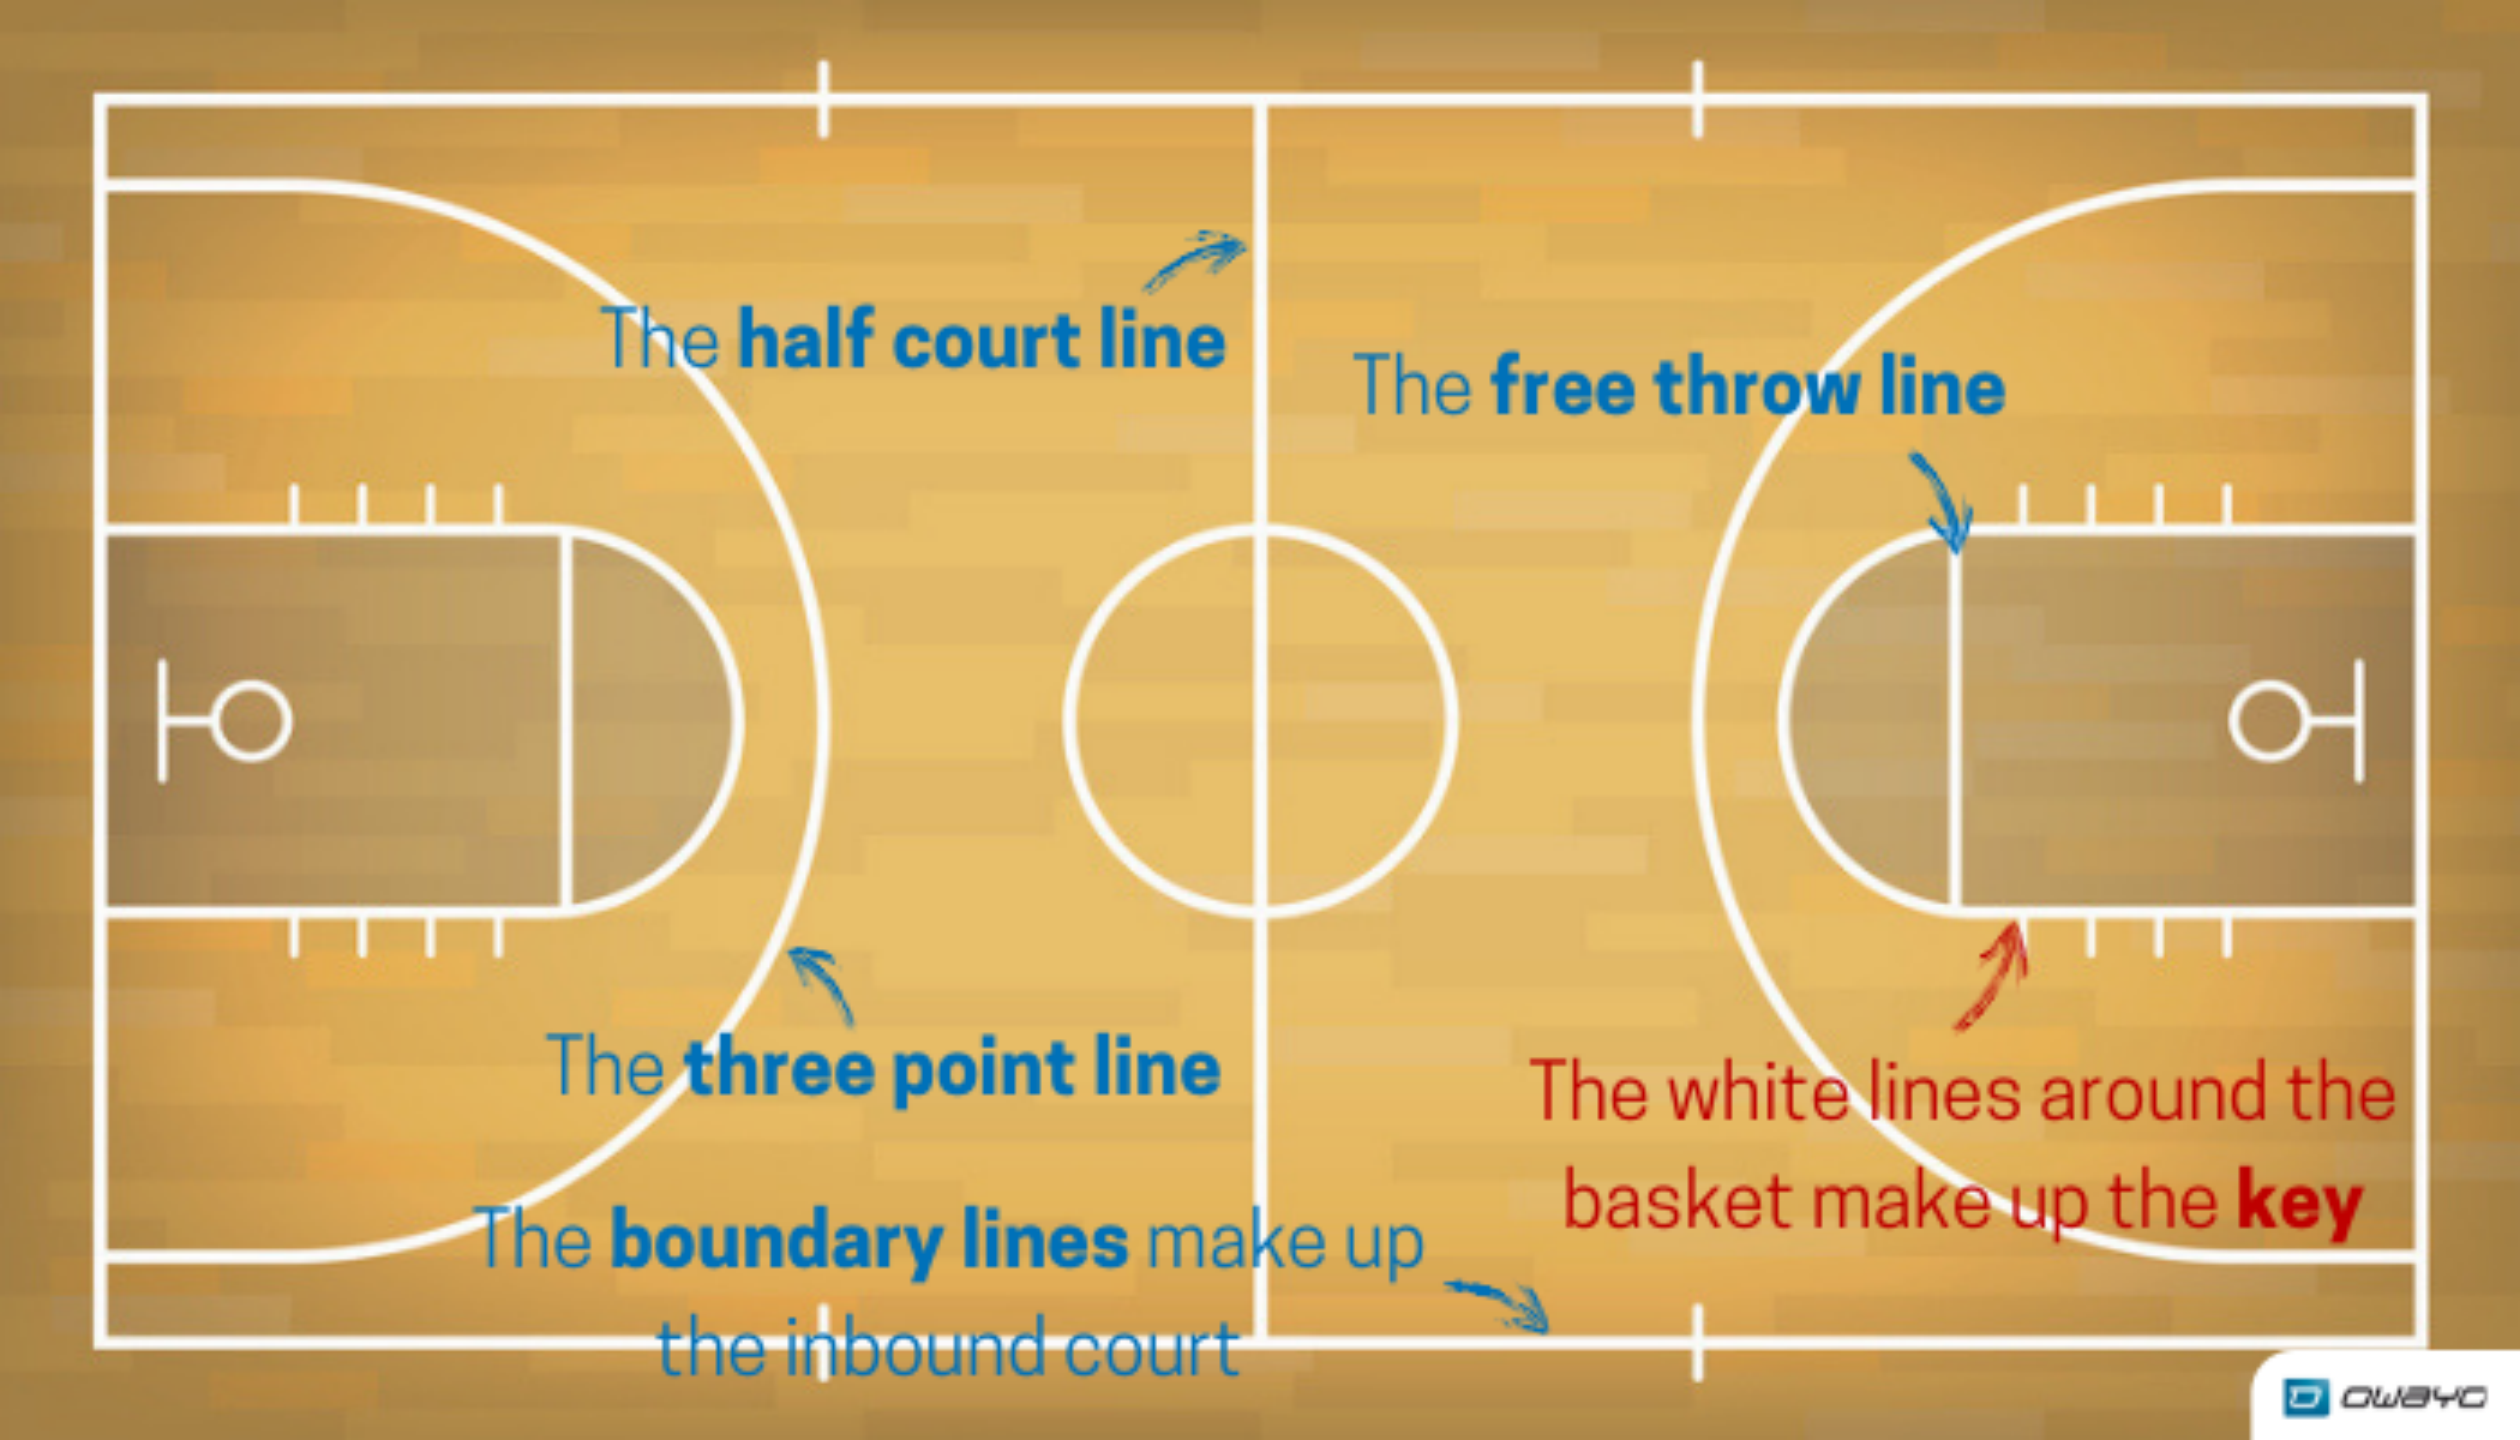 The half court line
The free throw line
The three point line
The white lines around the
basket make up the key
The boundary lines make up
the inbound court
owayo